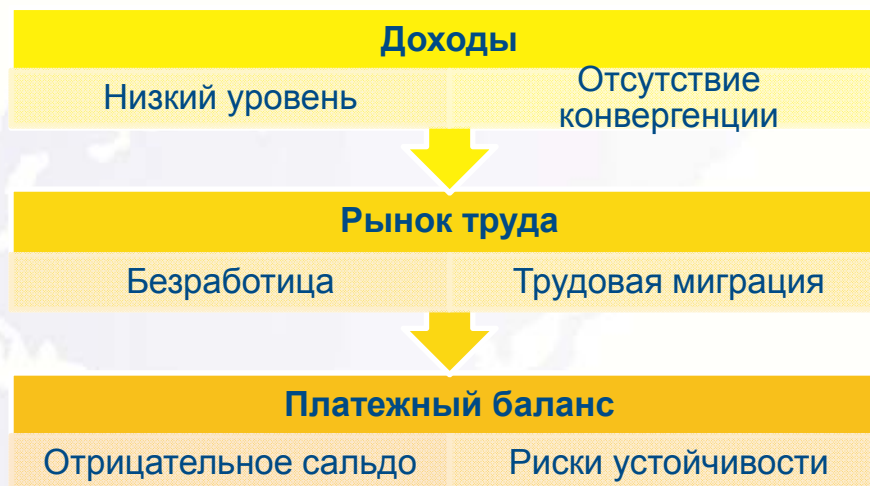 Доходы
Низкий уровень
Отсутствие
конвергенции
Рынок труда
Безработица
Трудовая миграция
Платежный баланс
Отрицательное сальдо
Риски устойчивости